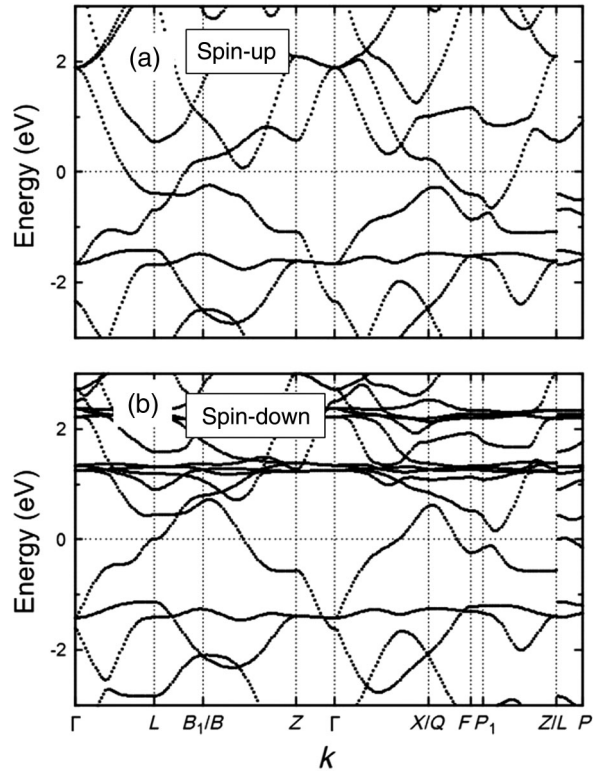 (a) Spin-up
Energy (eV)
2
0
-2
(b) Spin-down
Energy (eV)
2
0
-2
Γ L B₁/B Z Γ X/Q F P₁ Z/L P
k